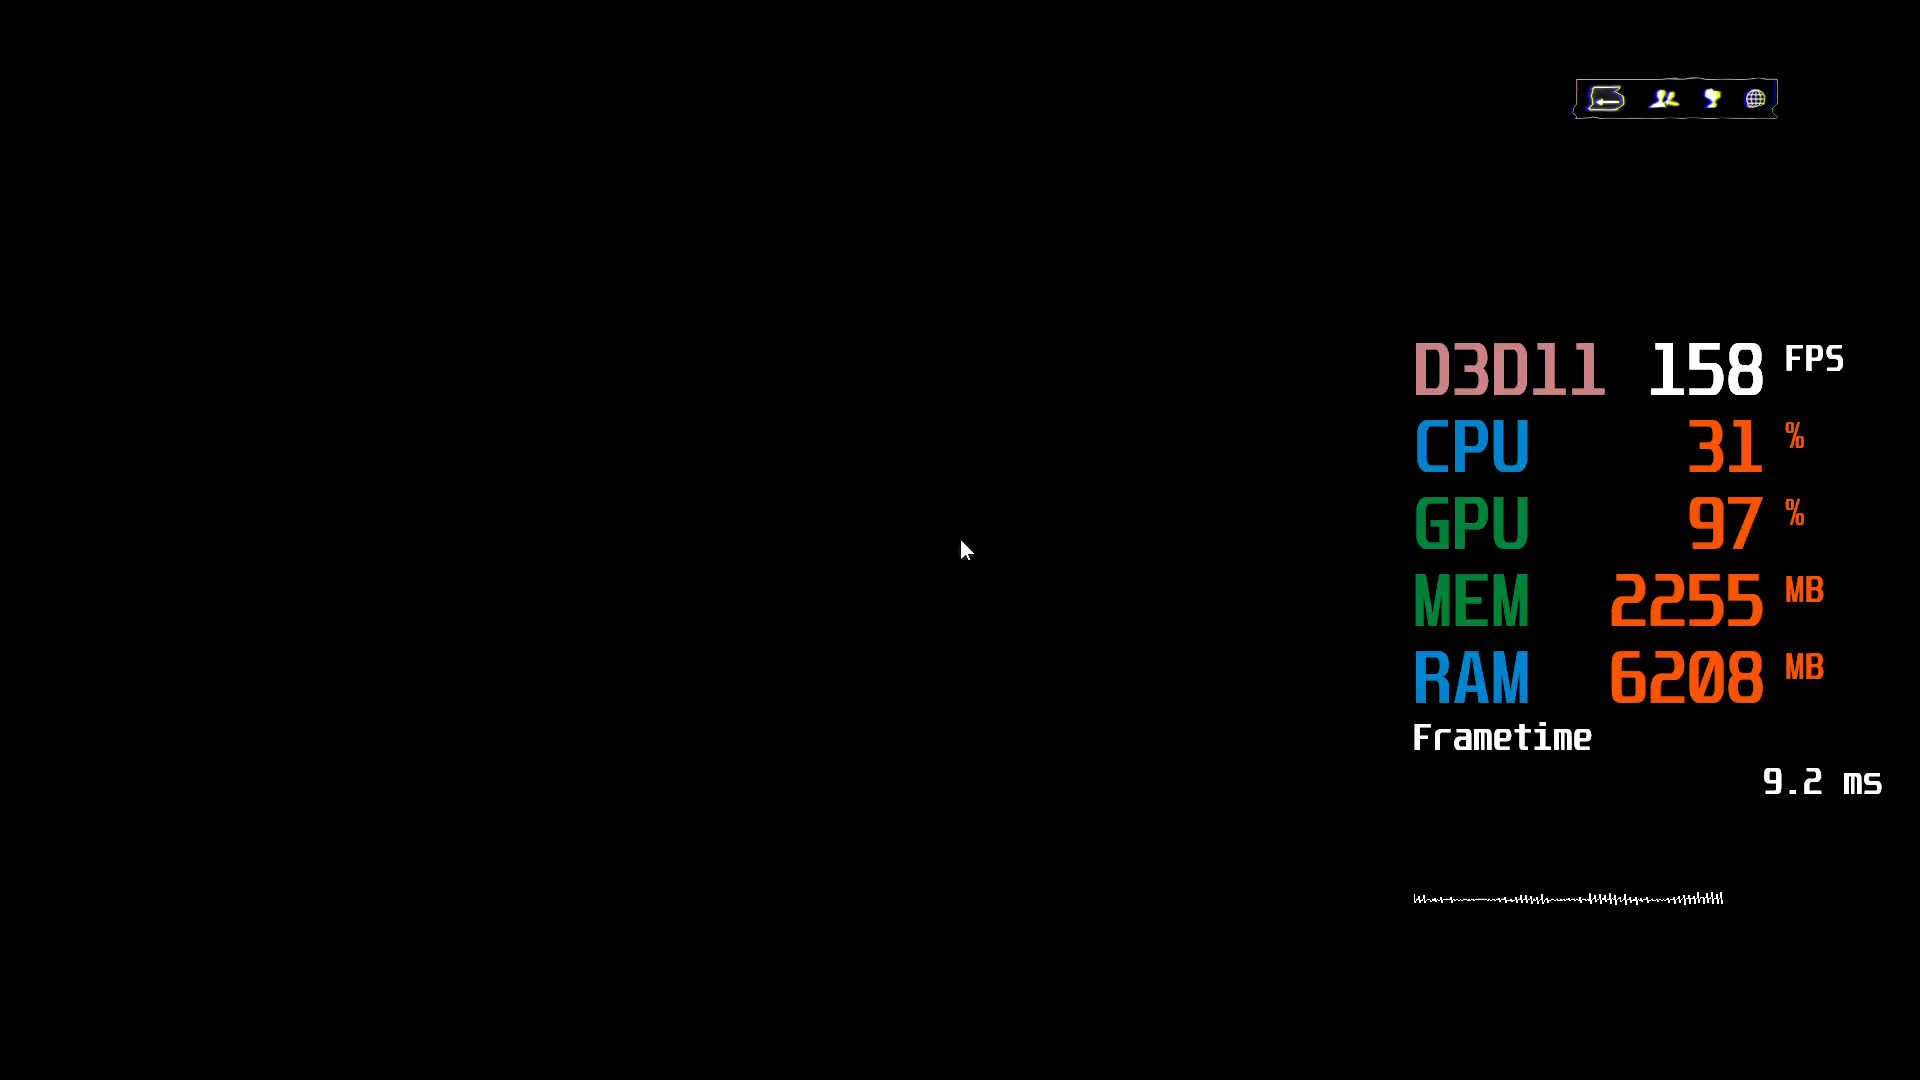 D3D11 158 FPS
CPU 31 %
GPU 97 %
MEM 2255 MB
RAM 6208 MB
Frametime
9.2 ms